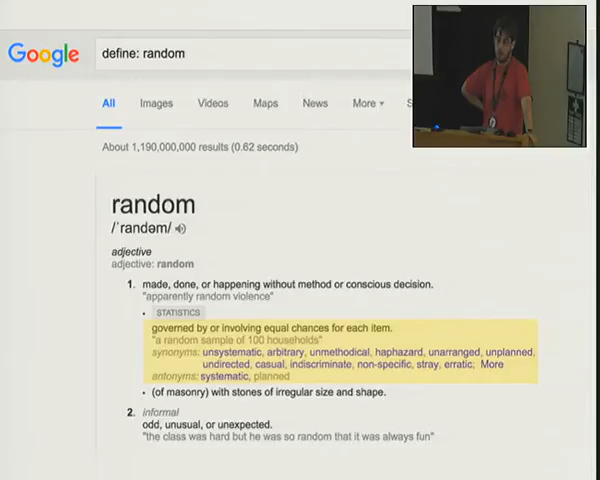 Google
define: random
All Images Videos Maps News More ▾ S
About 1,190,000,000 results (0.62 seconds)
random
/ˈrandəm/
adjective
adjective: random
1. made, done, or happening without method or conscious decision.
"apparently random violence"
• STATISTICS
governed by or involving equal chances for each item.
"a random sample of 100 households"
synonyms: unsystematic, arbitrary, unmethodical, haphazard, unarranged, unplanned,
undirected, casual, indiscriminate, non-specific, stray, erratic; More
antonyms: systematic, planned
• (of masonry) with stones of irregular size and shape.
2. informal
odd, unusual, or unexpected.
"the class was hard but he was so random that it was always fun"